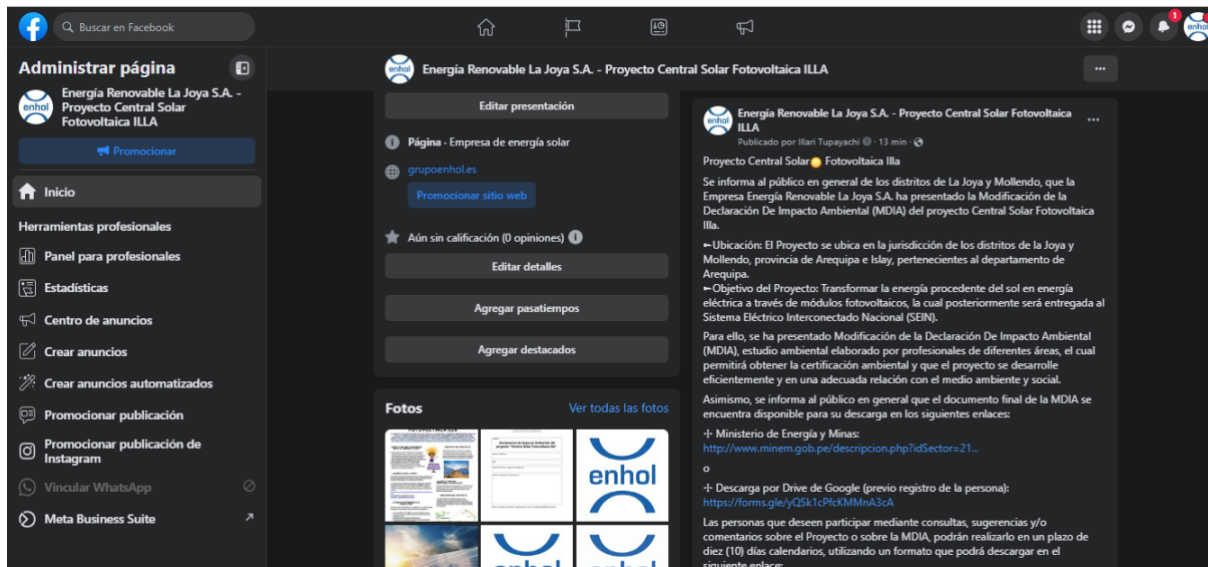 Buscar en Facebook
1
enhol
Administrar página
enhol
Energía Renovable La Joya S.A. -
Proyecto Central Solar
Fotovoltaica ILLA
Promocionar
Inicio
Herramientas profesionales
Panel para profesionales
Estadísticas
Centro de anuncios
Crear anuncios
Crear anuncios automatizados
Promocionar publicación
Promocionar publicación de
Instagram
Vincular WhatsApp
Meta Business Suite
enhol
Energía Renovable La Joya S.A. - Proyecto Central Solar Fotovoltaica ILLA
Editar presentación
Página · Empresa de energía solar
grupoenhol.es
Promocionar sitio web
Aún sin calificación (0 opiniones)
Editar detalles
Agregar pasatiempos
Agregar destacados
Fotos
Ver todas las fotos
enhol
enhol
enhol
enhol
Energía Renovable La Joya S.A. - Proyecto Central Solar Fotovoltaica
ILLA
Publicado por Illari Tupayachi · 13 min ·
Proyecto Central Solar Fotovoltaica Illa
Se informa al público en general de los distritos de La Joya y Mollendo, que la
Empresa Energía Renovable La Joya S.A. ha presentado la Modificación de la
Declaración De Impacto Ambiental (MDIA) del proyecto Central Solar Fotovoltaica
Illa.
➳Ubicación: El Proyecto se ubica en la jurisdicción de los distritos de la Joya y
Mollendo, provincia de Arequipa e Islay, pertenecientes al departamento de
Arequipa.
➳Objetivo del Proyecto: Transformar la energía procedente del sol en energía
eléctrica a través de módulos fotovoltaicos, la cual posteriormente será entregada al
Sistema Eléctrico Interconectado Nacional (SEIN).
Para ello, se ha presentado Modificación de la Declaración De Impacto Ambiental
(MDIA), estudio ambiental elaborado por profesionales de diferentes áreas, el cual
permitirá obtener la certificación ambiental y que el proyecto se desarrolle
eficientemente y en una adecuada relación con el medio ambiente y social.
Asimismo, se informa al público en general que el documento final de la MDIA se
encuentra disponible para su descarga en los siguientes enlaces:
⊹ Ministerio de Energía y Minas:
http://www.minem.gob.pe/descripcion.php?idSector=21...
o
⊹ Descarga por Drive de Google (previo registro de la persona):
https://forms.gle/yQSk1cPfcKMMnA3cA
Las personas que deseen participar mediante consultas, sugerencias y/o
comentarios sobre el Proyecto o sobre la MDIA, podrán realizarlo en un plazo de
diez (10) días calendarios, utilizando un formato que podrá descargar en el
siguiente enlace: